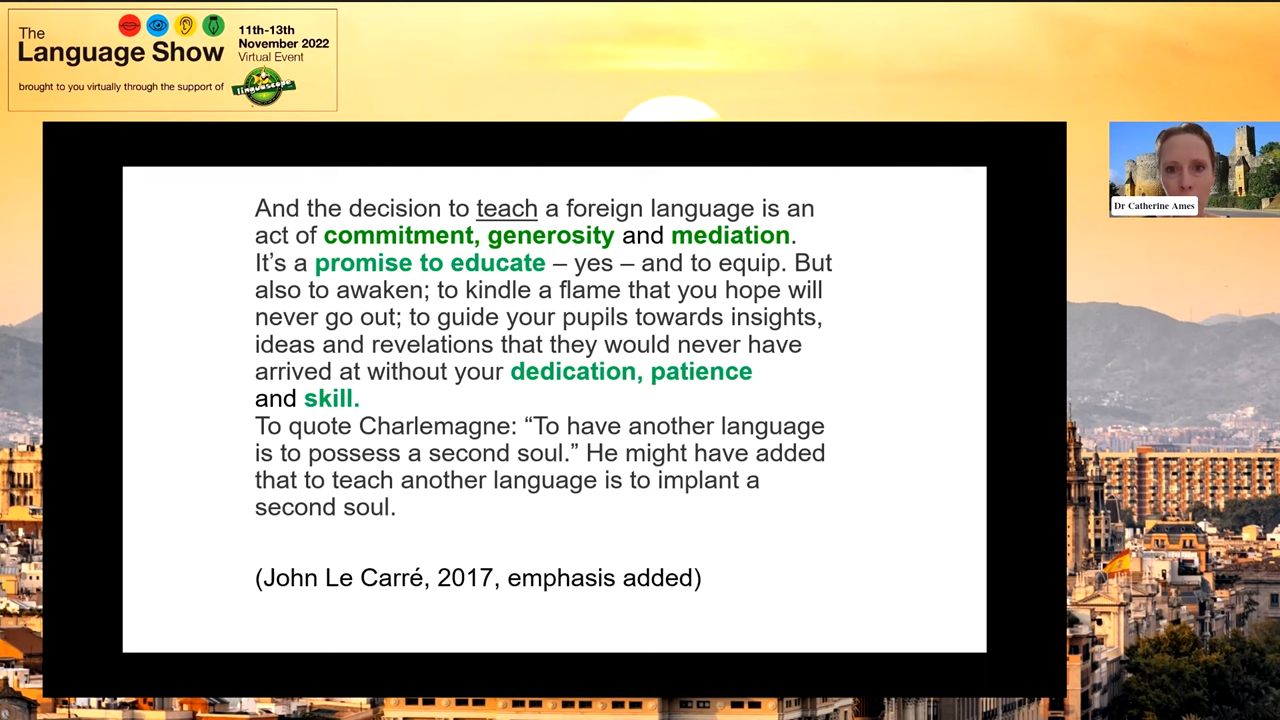 The
Language Show
11th-13th
November 2022
Virtual Event
brought to you virtually through the support of
linguascope
And the decision to teach a foreign language is an
act of commitment, generosity and mediation.
It’s a promise to educate – yes – and to equip. But
also to awaken; to kindle a flame that you hope will
never go out; to guide your pupils towards insights,
ideas and revelations that they would never have
arrived at without your dedication, patience
and skill.
To quote Charlemagne: “To have another language
is to possess a second soul.” He might have added
that to teach another language is to implant a
second soul.
(John Le Carré, 2017, emphasis added)
Dr Catherine Ames